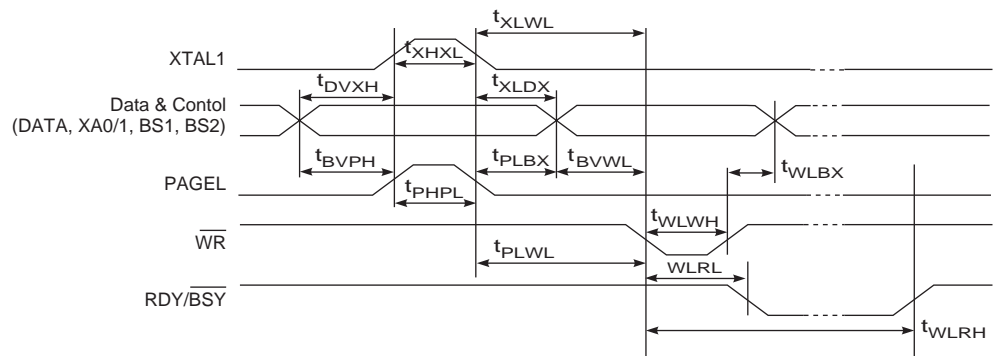 tXLWL
XTAL1
tXHXL
tDVXH
tXLDX
Data & Contol
(DATA, XA0/1, BS1, BS2)
tBVPH
tPLBX
tBVWL
tWLBX
PAGEL
tPHPL
tWLWH
WR
tPLWL
WLRL
RDY/BSY
tWLRH